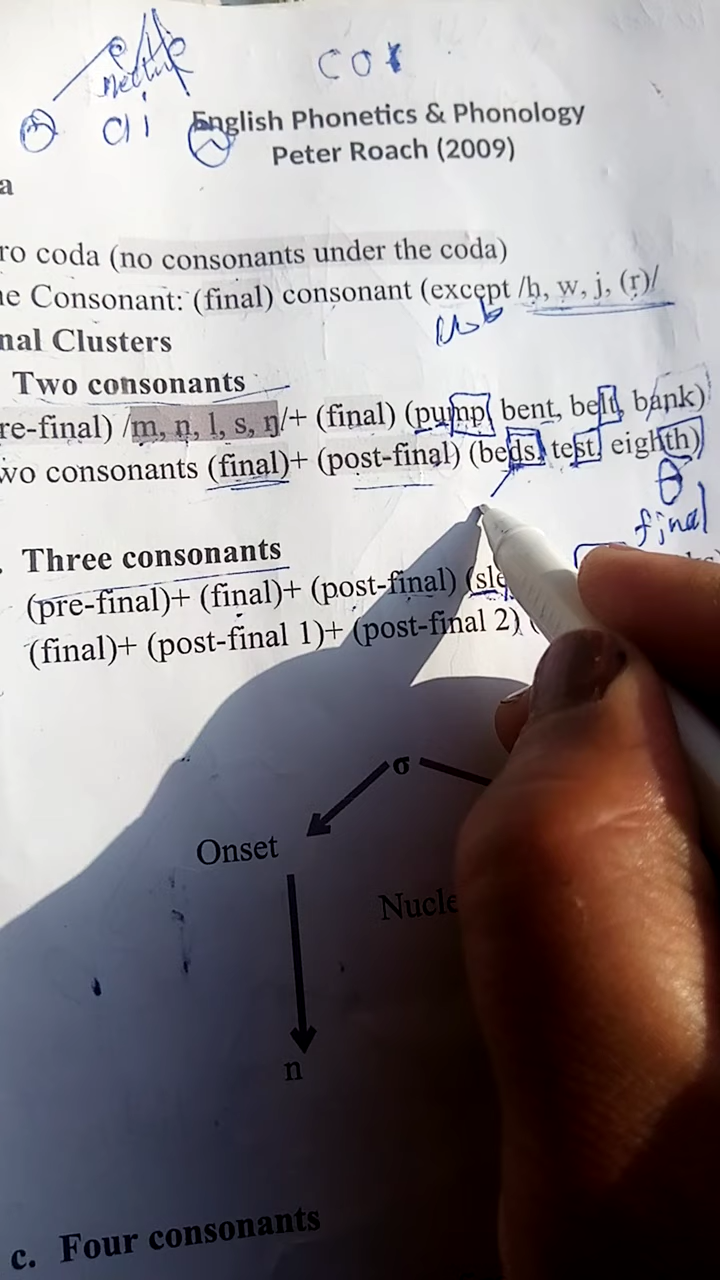 cox
English Phonetics & Phonology
Peter Roach (2009)
a
ro coda (no consonants under the coda)
e Consonant: (final) consonant (except /h, w, j, (r)/
nal Clusters
Two consonants
re-final) /m, n, l, s, ŋ/+ (final) (pump, bent, belt, bank)
wo consonants (final)+ (post-final) (beds, test, eighth)
θ
final
Three consonants
(pre-final)+ (final)+ (post-final) (sle
(final)+ (post-final 1)+ (post-final 2) (
σ
Onset
Nucle
n
c. Four consonants